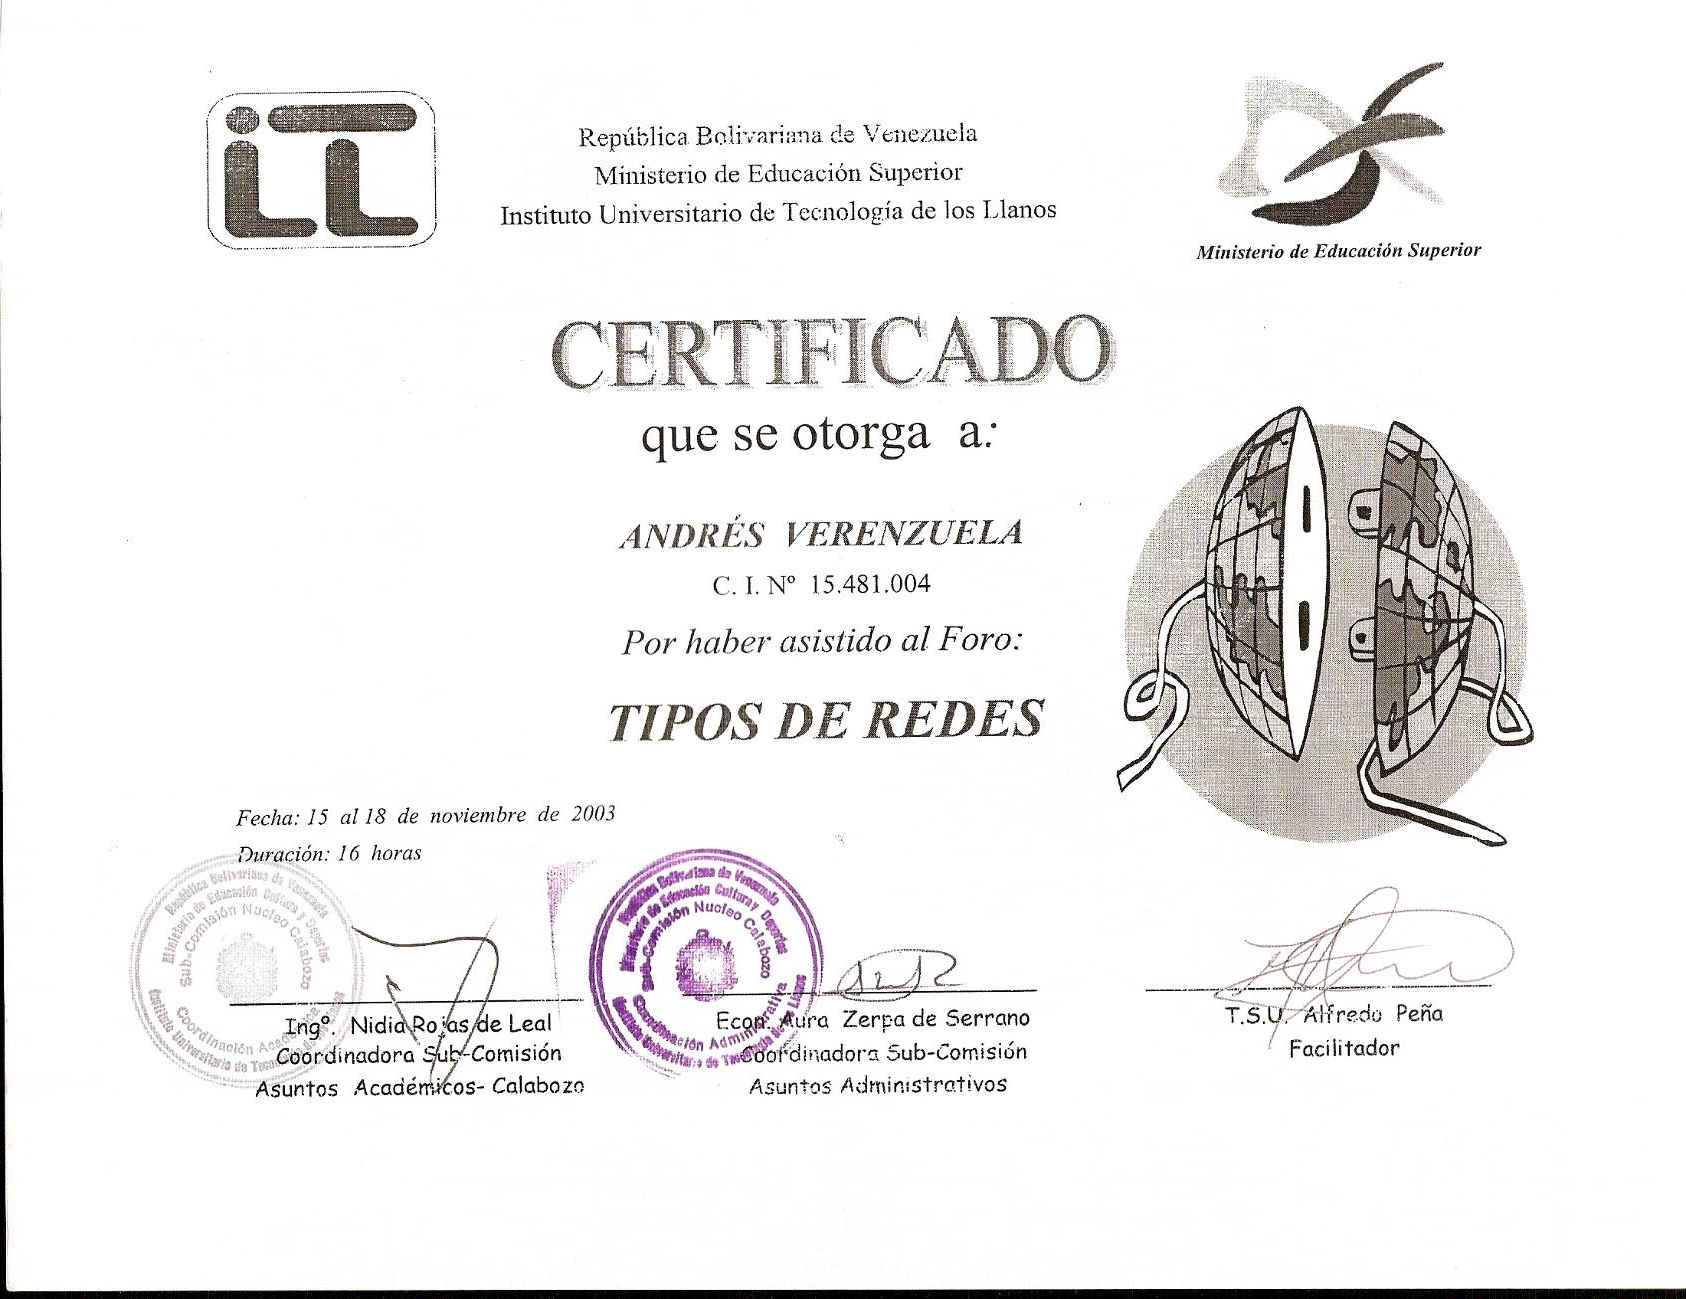 República Bolivariana de Venezuela
Ministerio de Educación Superior
Instituto Universitario de Tecnología de los Llanos
Ministerio de Educación Superior
CERTIFICADO
que se otorga a:
ANDRÉS VERENZUELA
C. I. Nº 15.481.004
Por haber asistido al Foro:
TIPOS DE REDES
Fecha: 15 al 18 de noviembre de 2003
Duración: 16 horas
República Bolivariana de Venezuela
Ministerio de Educación Cultura y Deportes
Sub-Comisión Nucleo Calabozo
Coordinación
Instituto Universitario de
República Bolivariana de Venezuela
Ministerio de Educación Cultura Y Deportes
Sub-Comisión Nucleo Calabozo
Coordinación Administrativa
Instituto Universitario de Tecnología de los Llanos
Ingº. Nidia Rojas de Leal
Coordinadora Sub-Comisión
Asuntos Académicos- Calabozo
Econ. Aura Zerpa de Serrano
Coordinadora Sub-Comisión
Asuntos Administrativos
T.S.U. Alfredo Peña
Facilitador